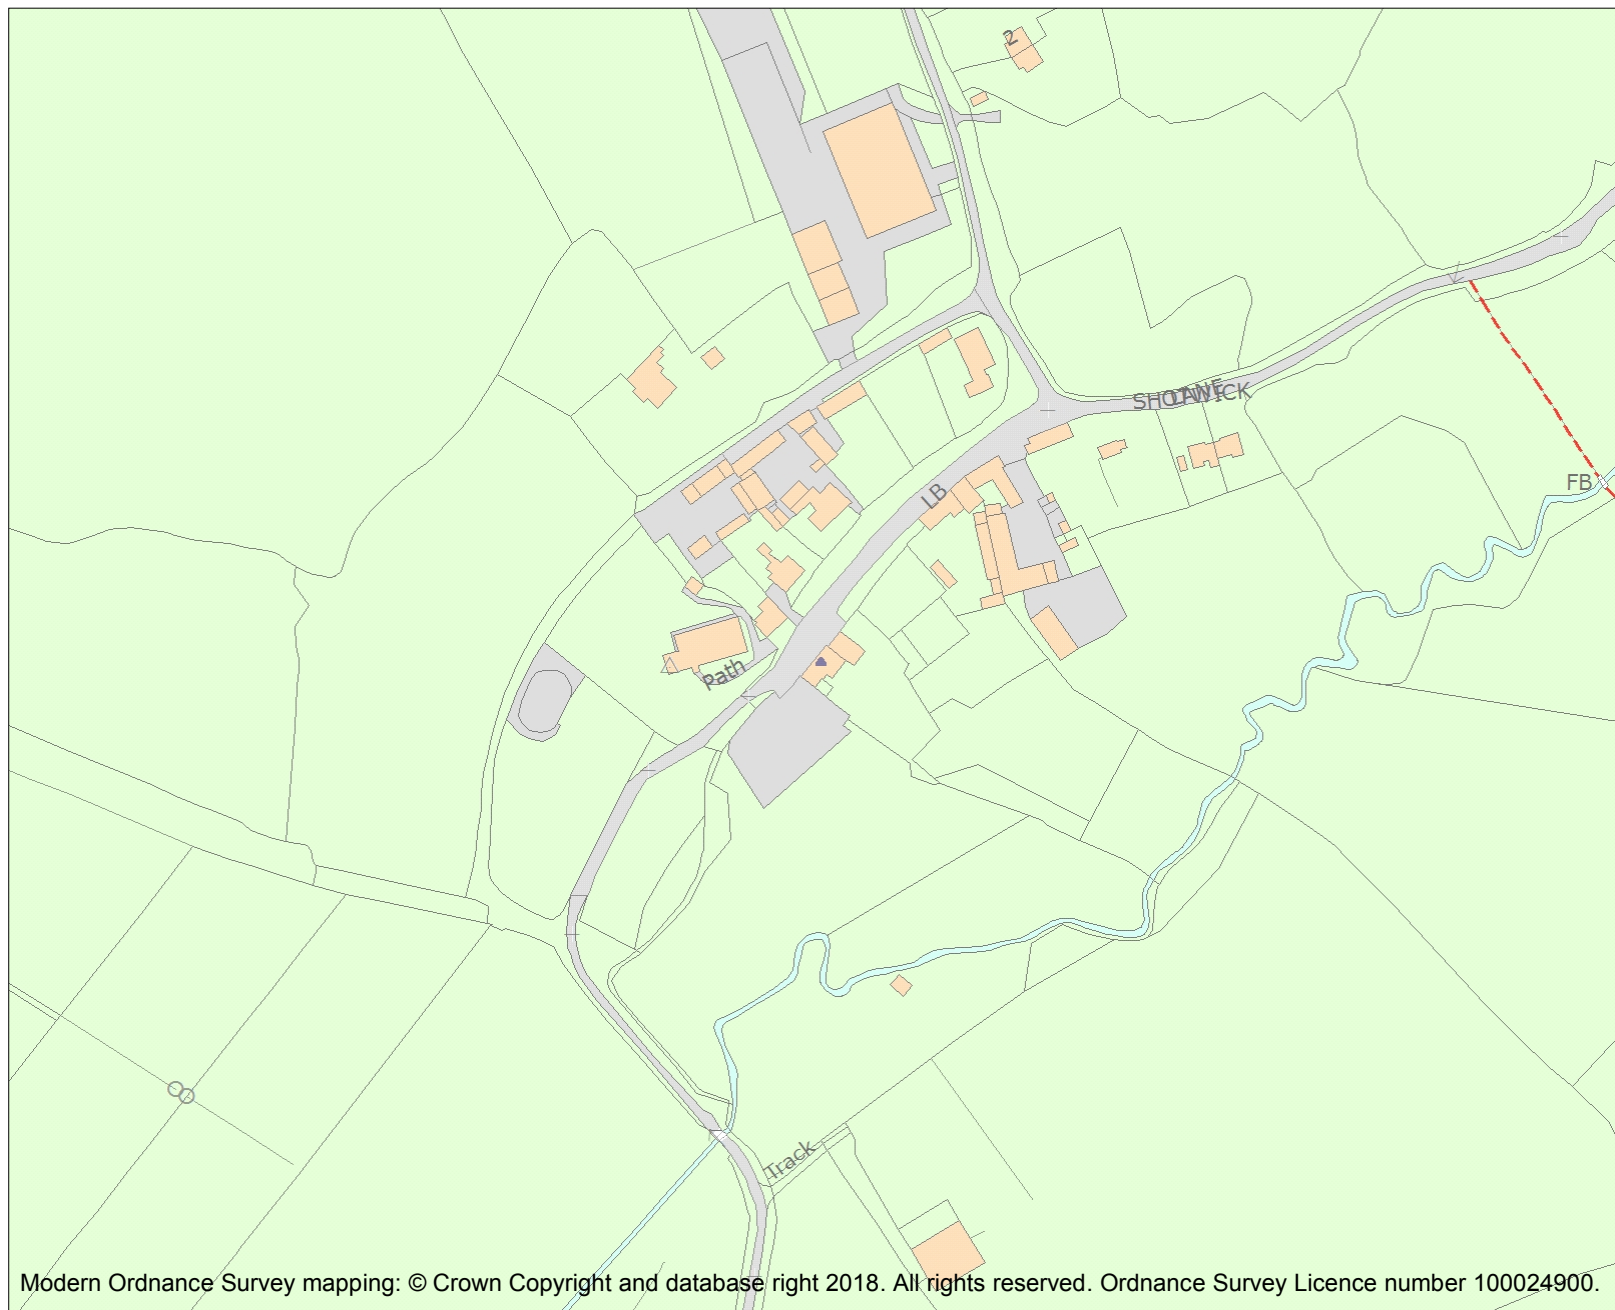 2
SHOTWICK
LANE
LB
FB
Path
Track
Modern Ordnance Survey mapping: © Crown Copyright and database right 2018. All rights reserved. Ordnance Survey Licence number 100024900.